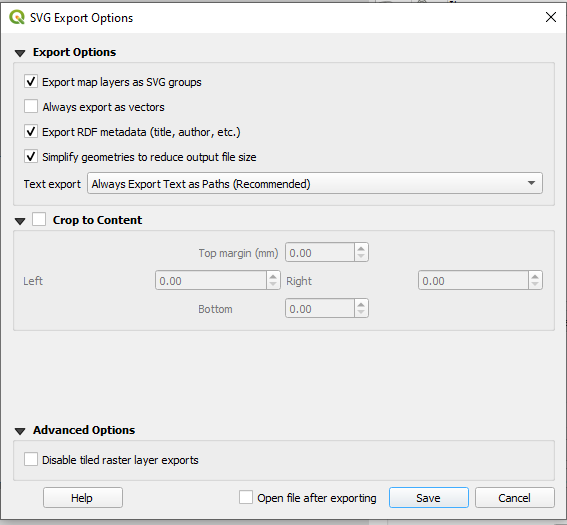 SVG Export Options
Export Options
Export map layers as SVG groups
Always export as vectors
Export RDF metadata (title, author, etc.)
Simplify geometries to reduce output file size
Text export Always Export Text as Paths (Recommended)
Crop to Content
Top margin (mm) 0.00
Left 0.00 Right 0.00
Bottom 0.00
Advanced Options
Disable tiled raster layer exports
Help Open file after exporting Save Cancel